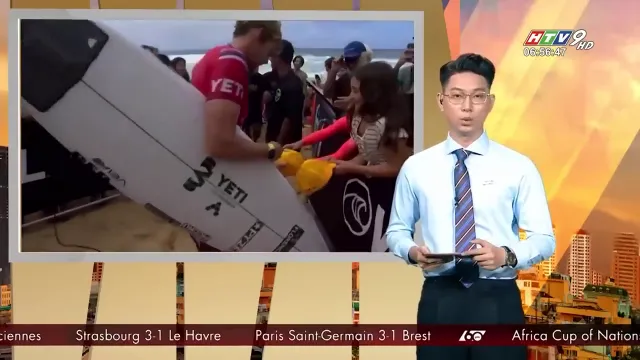 HTV9 HD
06:56:47
YETI
YETI
ciennes Strasbourg 3-1 Le Havre Paris Saint-Germain 3-1 Brest 60 Africa Cup of Nation